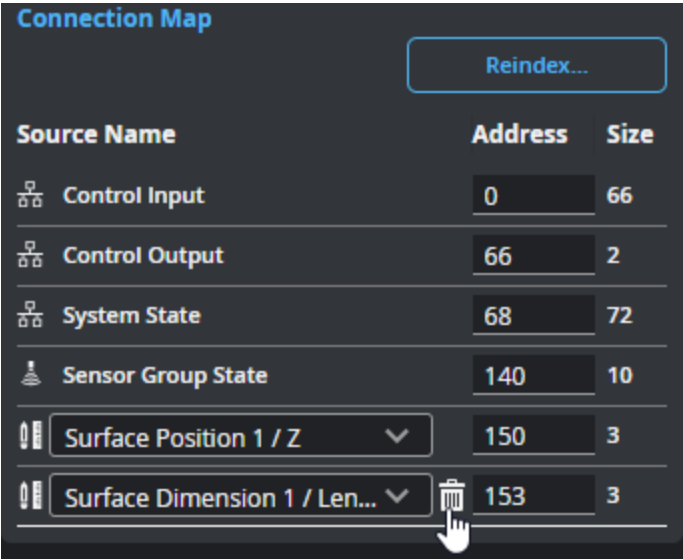 Connection Map
Reindex...
Source Name Address Size
Control Input 0 66
Control Output 66 2
System State 68 72
Sensor Group State 140 10
Surface Position 1 / Z 150 3
Surface Dimension 1 / Len... 153 3